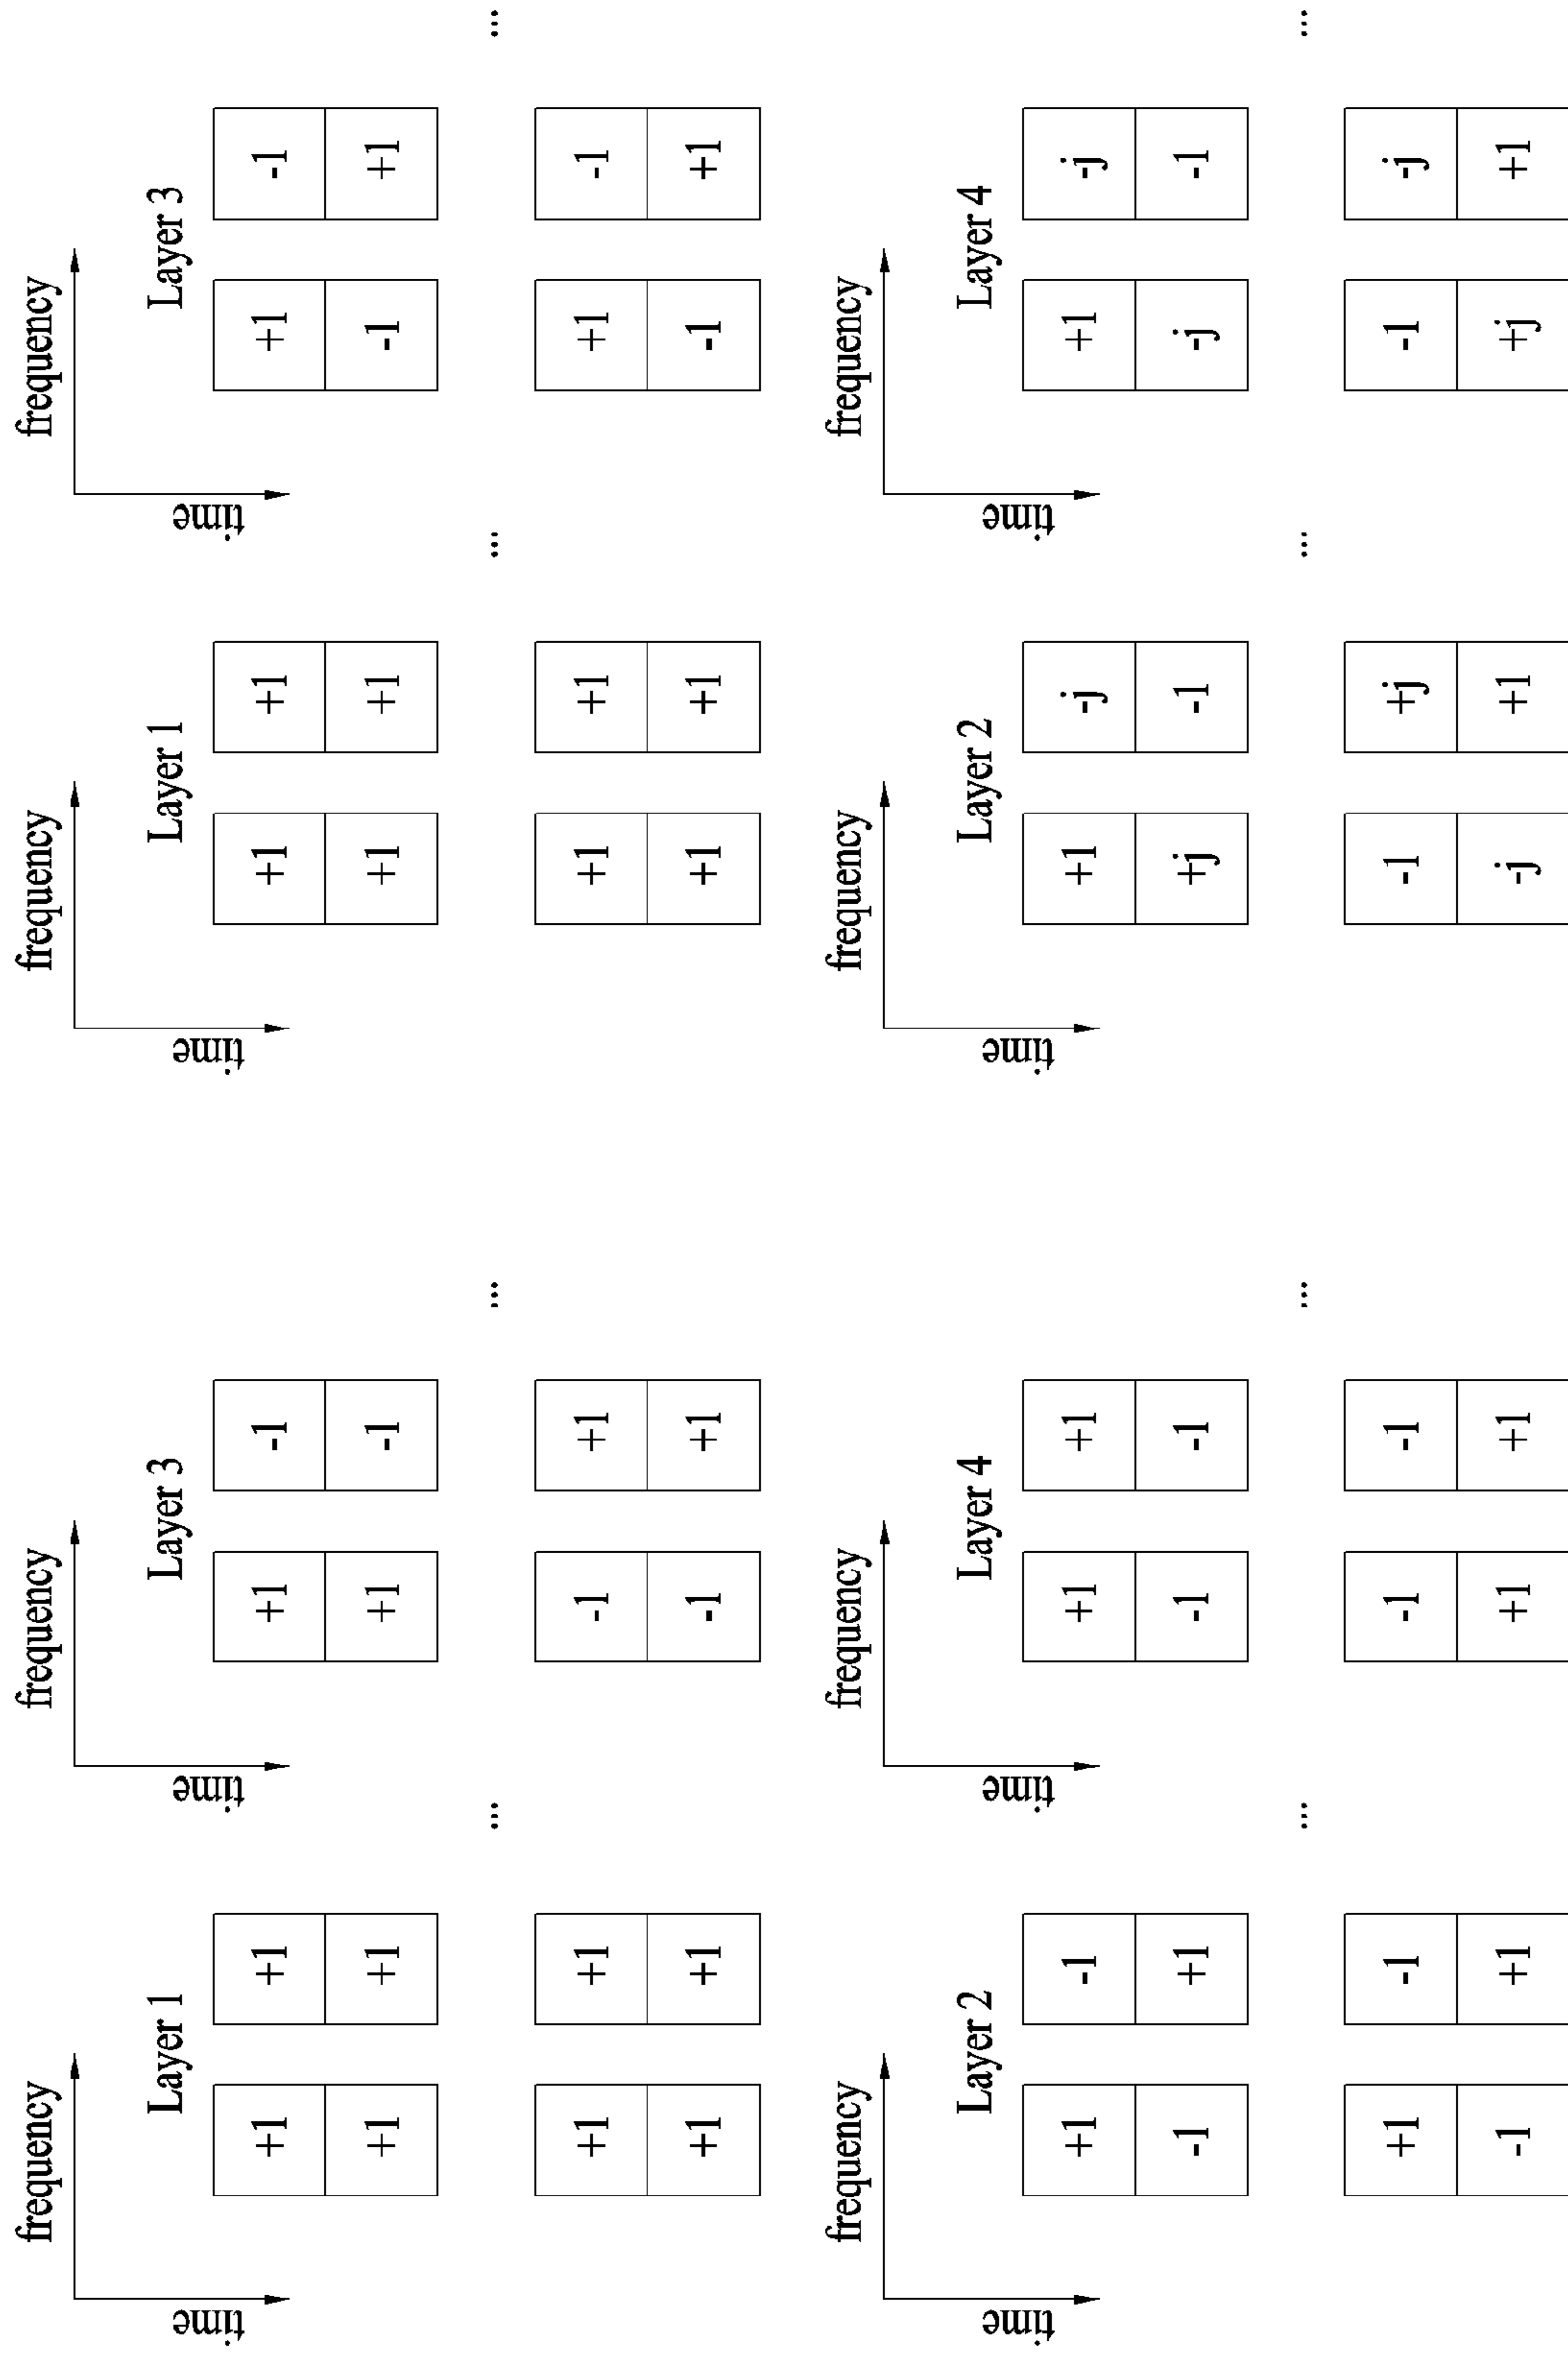 frequency
time
Layer 1
+1 +1
+1 +1
...
+1 +1
+1 +1
frequency
time
Layer 3
+1 -1
+1 -1
...
-1 +1
-1 +1
frequency
time
Layer 1
+1 +1
+1 +1
...
+1 +1
+1 +1
frequency
time
Layer 3
+1 -1
-1 +1
...
+1 -1
-1 +1
frequency
time
Layer 2
+1 -1
-1 +1
...
+1 -1
-1 +1
frequency
time
Layer 4
+1 +1
-1 -1
...
-1 -1
+1 +1
frequency
time
Layer 2
+1 -j
+j -1
...
-1 +j
-j +1
frequency
time
Layer 4
+1 -j
-j -1
...
-1 -j
+j +1